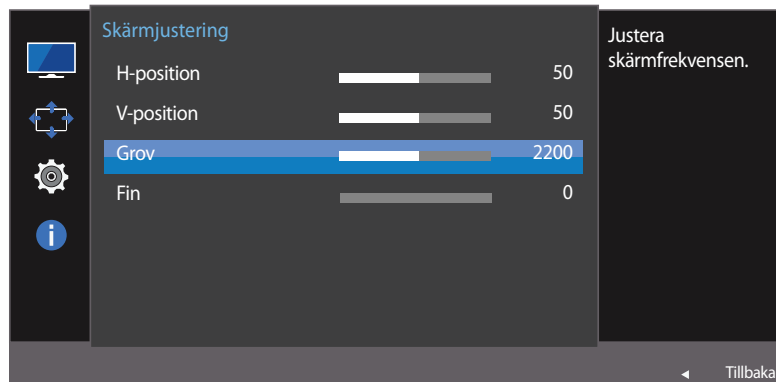 Skärmjustering
H-position 50
V-position 50
Grov 2200
Fin 0
Justera
skärmfrekvensen.
Tillbaka